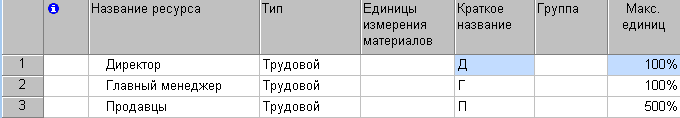 Название ресурса Тип Единицы измерения материалов Краткое название Группа Макс. единиц
1 Директор Трудовой Д 100%
2 Главный менеджер Трудовой Г 100%
3 Продавцы Трудовой П 500%